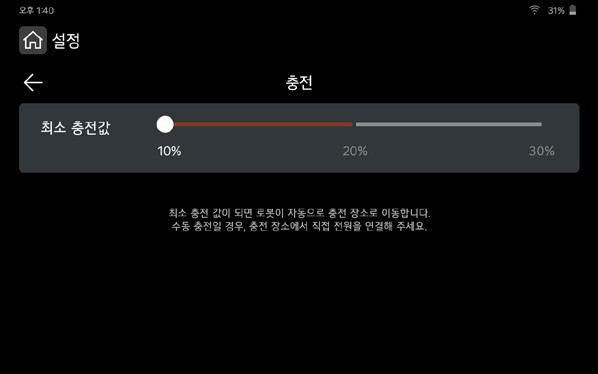 오후 1:40
31%
설정
충전
최소 충전값
10%
20%
30%
최소 충전 값이 되면 로봇이 자동으로 충전 장소로 이동합니다.
수동 충전일 경우, 충전 장소에서 직접 전원을 연결해 주세요.